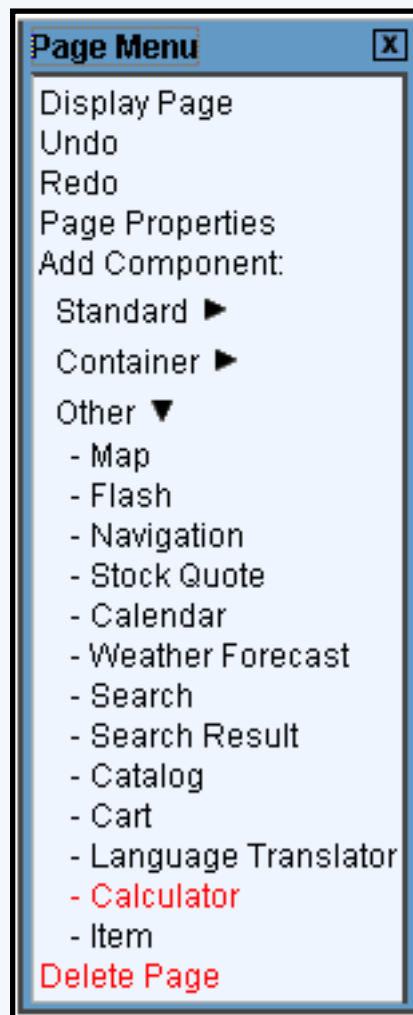 Page Menu X
Display Page
Undo
Redo
Page Properties
Add Component:
Standard ►
Container ►
Other ▼
- Map
- Flash
- Navigation
- Stock Quote
- Calendar
- Weather Forecast
- Search
- Search Result
- Catalog
- Cart
- Language Translator
- Calculator
- Item
Delete Page